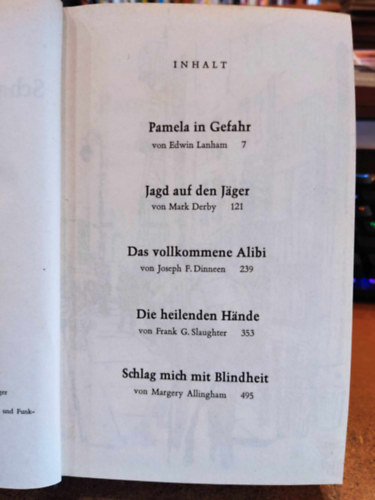 INHALT
Pamela in Gefahr
von Edwin Lanham 7
Jagd auf den Jäger
von Mark Derby 121
Das vollkommene Alibi
von Joseph F. Dinneen 239
Die heilenden Hände
von Frank G. Slaughter 353
Schlag mich mit Blindheit
von Margery Allingham 495
und Funk-